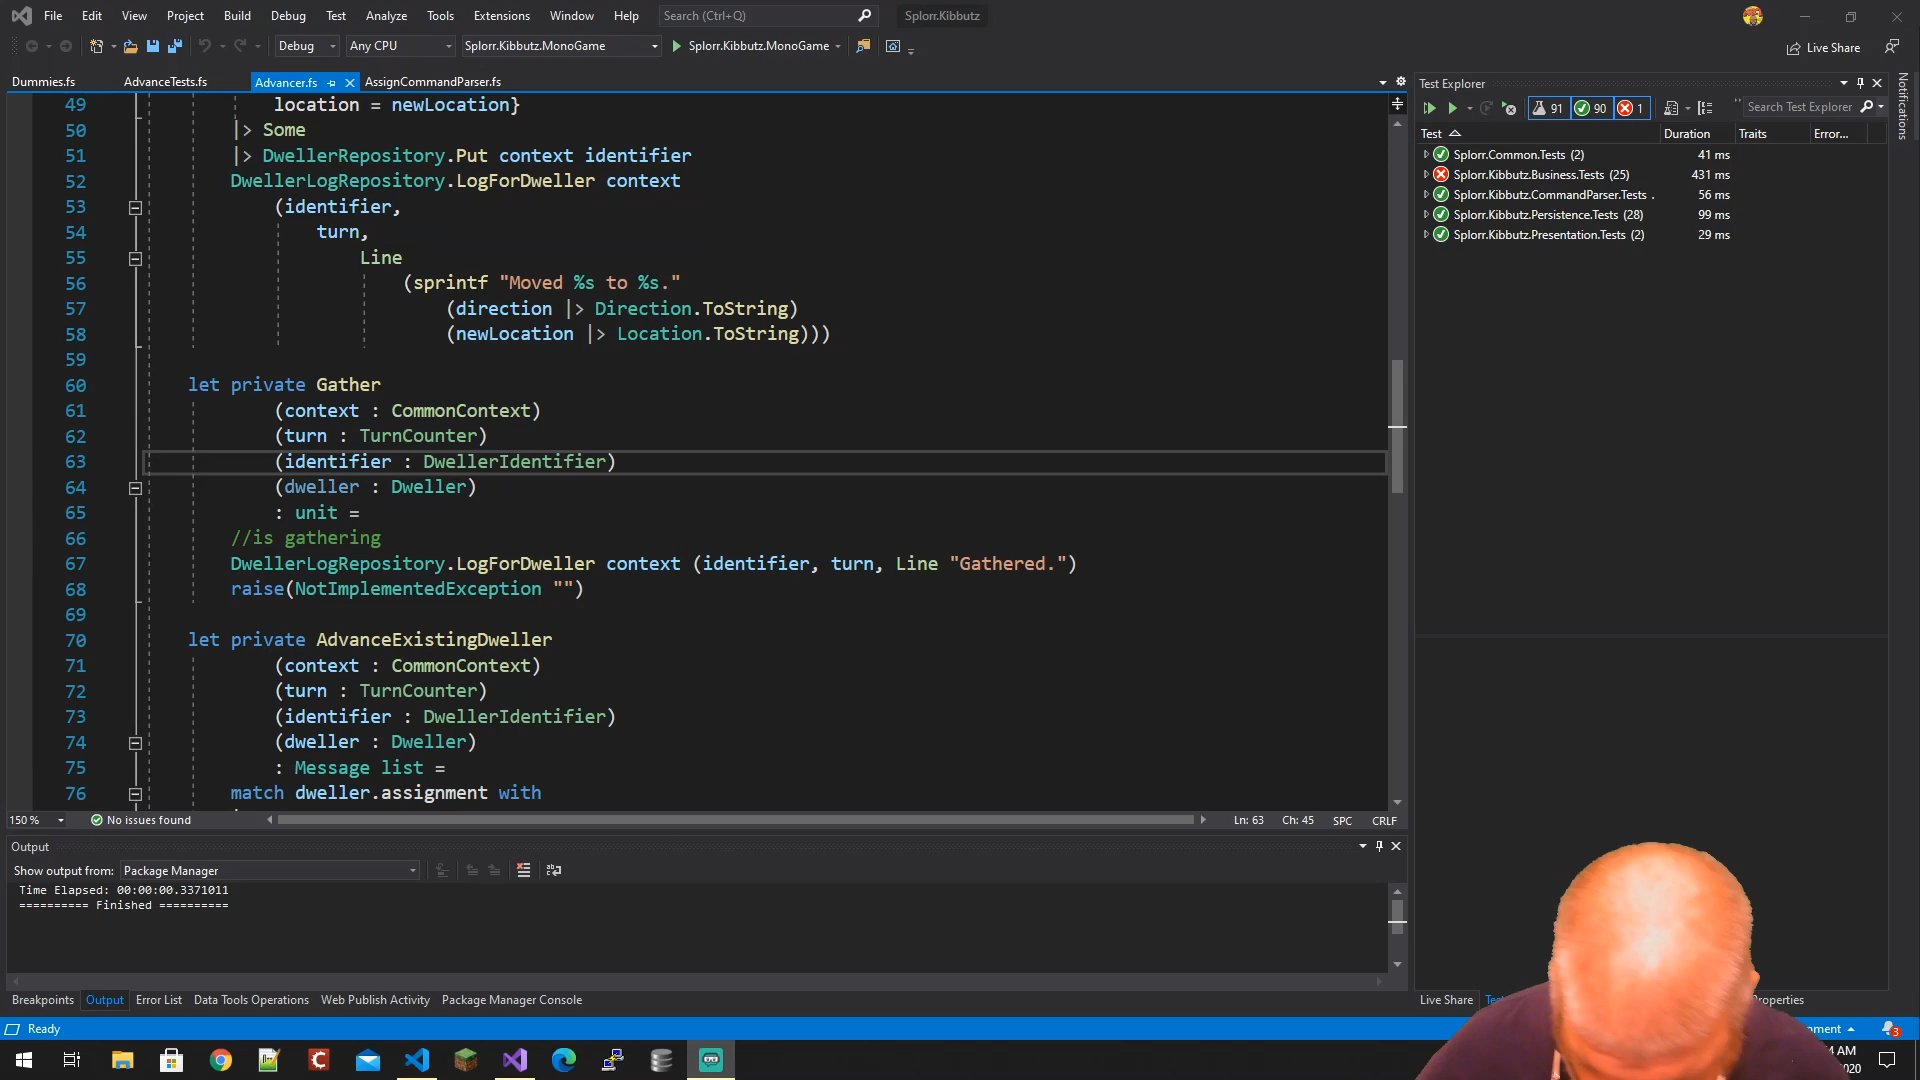 File Edit View Project Build Debug Test Analyze Tools Extensions Window Help Search (Ctrl+Q) Splorr.Kibbutz
Debug Any CPU Splorr.Kibbutz.MonoGame Splorr.Kibbutz.MonoGame Live Share
Dummies.fs AdvanceTests.fs Advancer.fs AssignCommandParser.fs
49 location = newLocation}
50 |> Some
51 |> DwellerRepository.Put context identifier
52 DwellerLogRepository.LogForDweller context
53 (identifier,
54 turn,
55 Line
56 (sprintf "Moved %s to %s."
57 (direction |> Direction.ToString)
58 (newLocation |> Location.ToString)))
59
60 let private Gather
61 (context : CommonContext)
62 (turn : TurnCounter)
63 (identifier : DwellerIdentifier)
64 (dweller : Dweller)
65 : unit =
66 //is gathering
67 DwellerLogRepository.LogForDweller context (identifier, turn, Line "Gathered.")
68 raise(NotImplementedException "")
69
70 let private AdvanceExistingDweller
71 (context : CommonContext)
72 (turn : TurnCounter)
73 (identifier : DwellerIdentifier)
74 (dweller : Dweller)
75 : Message list =
76 match dweller.assignment with
150 % No issues found Ln: 63 Ch: 45 SPC CRLF
Output
Show output from: Package Manager
Time Elapsed: 00:00:00.3371011
========== Finished ==========
Breakpoints Output Error List Data Tools Operations Web Publish Activity Package Manager Console
Ready
Test Explorer
91 90 1 Search Test Explorer
Test Duration Traits Error...
Splorr.Common.Tests (2) 41 ms
Splorr.Kibbutz.Business.Tests (25) 431 ms
Splorr.Kibbutz.CommandParser.Tests . 56 ms
Splorr.Kibbutz.Persistence.Tests (28) 99 ms
Splorr.Kibbutz.Presentation.Tests (2) 29 ms
Notifications
Live Share
3